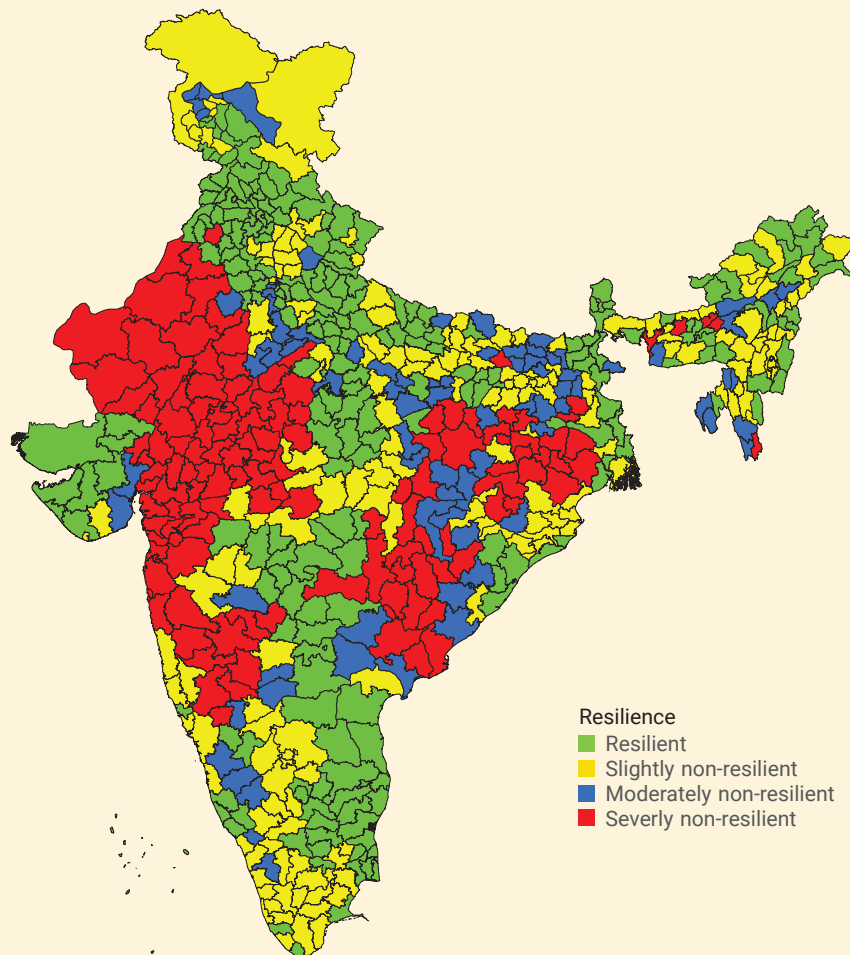 Resilience
Resilient
Slightly non-resilient
Moderately non-resilient
Severly non-resilient